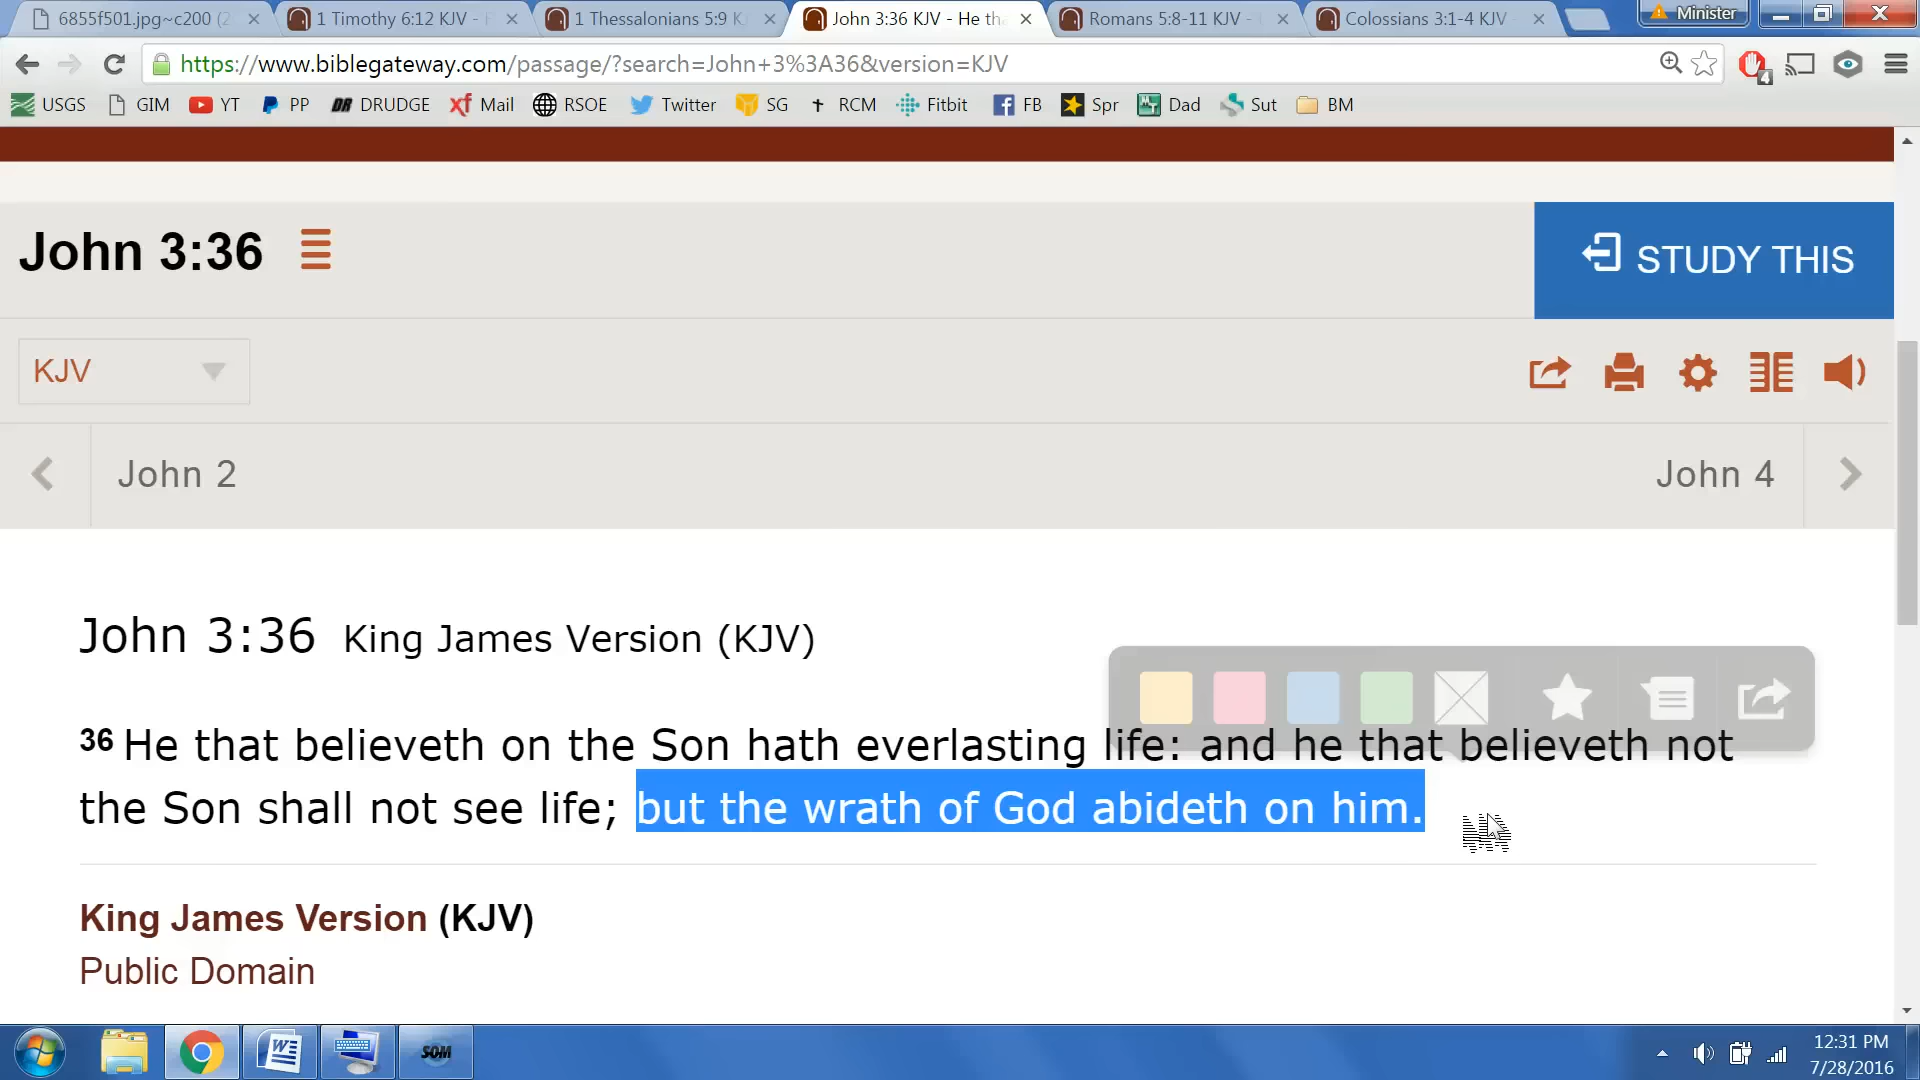 6855f501.jpg~c200 (2
1 Timothy 6:12 KJV -
1 Thessalonians 5:9 K
John 3:36 KJV - He th
Romans 5:8-11 KJV -
Colossians 3:1-4 KJV
Minister
https://www.biblegateway.com/passage/?search=John+3%3A36&version=KJV
4
USGS GIM YT PP DRUDGE Mail RSOE Twitter SG RCM Fitbit FB Spr Dad Sut BM
John 3:36
STUDY THIS
KJV
John 2
John 4
John 3:36 King James Version (KJV)
36 He that believeth on the Son hath everlasting life: and he that believeth not
the Son shall not see life; but the wrath of God abideth on him.
King James Version (KJV)
Public Domain
SOM
12:31 PM
7/28/2016